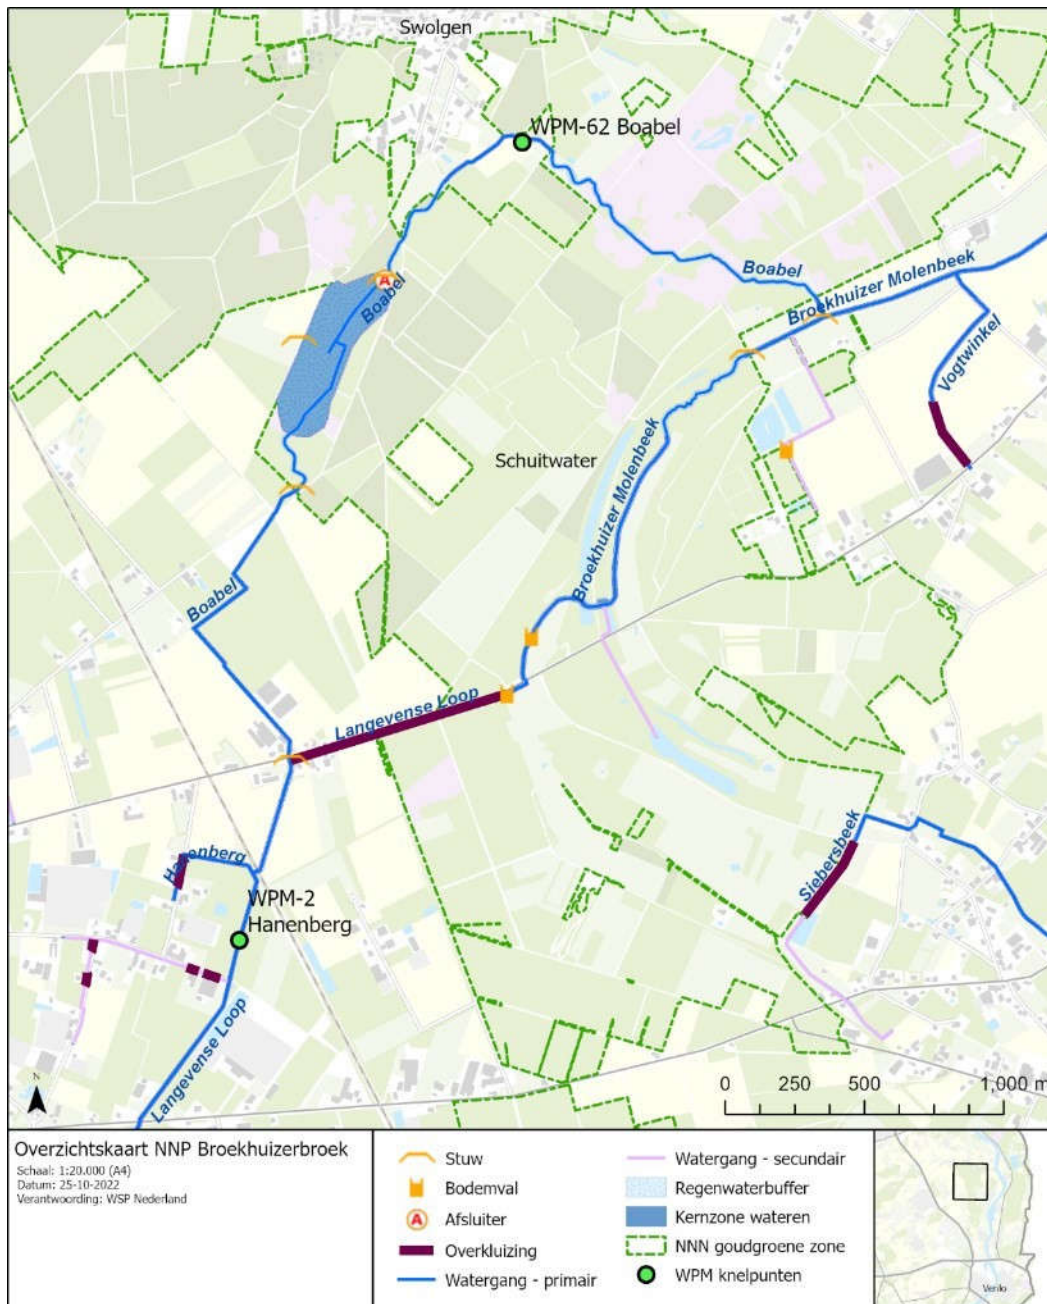 Swolgen
WPM-62 Boabel
Boabel
Boabel
Broekhuizer Molenbeek
Vogtwinkel
Schuitwater
Broekhuizer Molenbeek
Boabel
Langevense Loop
Siebersbeek
Hanenberg
WPM-2
Hanenberg
Langevense Loop
N
0 250 500 1,000 m
Overzichtskaart NNP Broekhuizerbroek
Schaal: 1:20.000 (A4)
Datum: 25-10-2022
Verantwoording: WSP Nederland
Stuw
Bodemval
A Afsluiter
Overkluizing
Watergang - primair
Watergang - secundair
Regenwaterbuffer
Kernzone wateren
NNN goudgroene zone
WPM knelpunten
A
Venlo